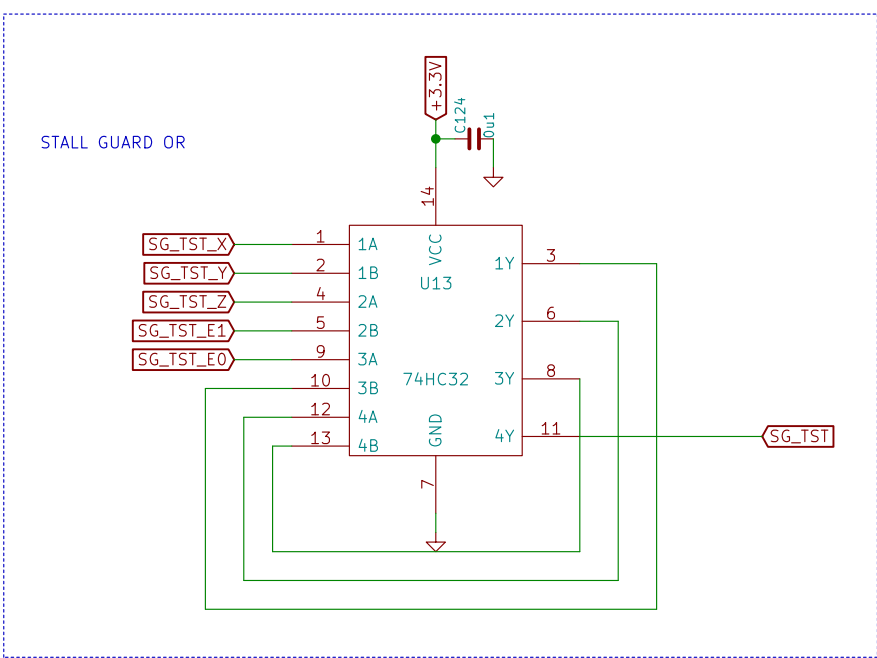 +3.3V
C124
0u1
STALL GUARD OR
14
VCC
U13
SG_TST_X 1 1A
SG_TST_Y 2 1B
SG_TST_Z 4 2A
SG_TST_E1 5 2B
SG_TST_E0 9 3A
10 3B
12 4A
13 4B
1Y 3
2Y 6
74HC32
3Y 8
4Y 11 SG_TST
GND
7